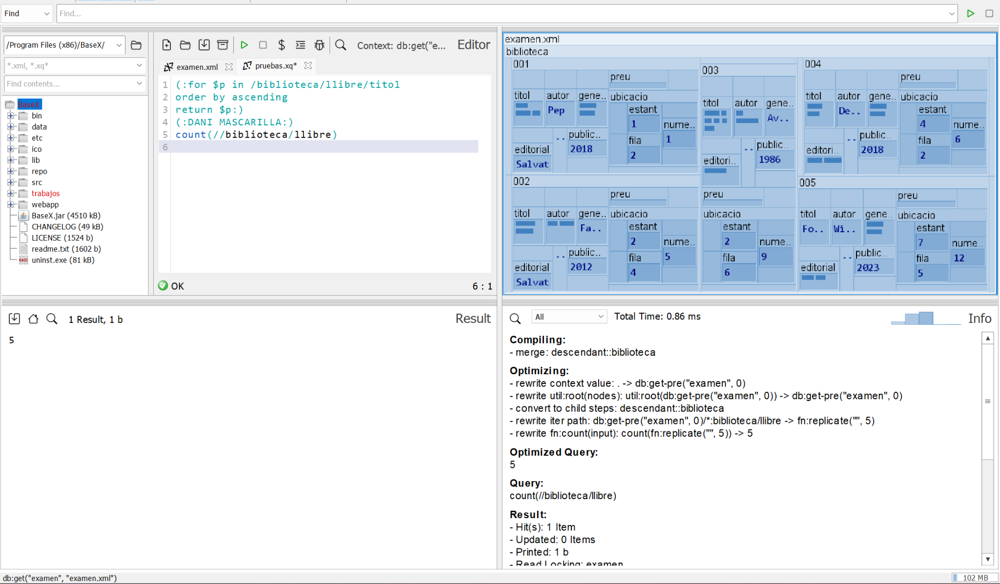 Find
Find...
/Program Files (x86)/BaseX/
*.xml, *.xq*
Find contents...
BaseX
bin
data
etc
ico
lib
repo
src
trabajos
webapp
BaseX.jar (4510 kB)
CHANGELOG (49 kB)
LICENSE (1524 b)
readme.txt (1602 b)
uninst.exe (81 kB)
Context: db:get("e...
Editor
examen.xml
pruebas.xq*
1 (:for $p in /biblioteca/llibre/titol
2 order by ascending
3 return $p:)
4 (:DANI MASCARILLA:)
5 count(//biblioteca/llibre)
6
OK
6 : 1
examen.xml
biblioteca
001
preu
titol autor gene..
Pep
ubicacio
estant
1
nume..
1
fila
2
editorial
Salvat
..
public..
2018
002
preu
titol autor gene..
Fa..
ubicacio
estant
2
nume..
5
fila
4
editorial
Salvat
..
public..
2012
003
titol autor gene..
Av..
editori..
..
public..
1986
preu
ubicacio
estant
2
nume..
9
fila
6
004
preu
titol autor gene..
De..
ubicacio
estant
4
nume..
6
fila
2
editori..
..
public..
2018
005
preu
titol autor gene..
Fo.. Wi..
ubicacio
estant
7
nume..
12
fila
5
editorial
..
public..
2023
1 Result, 1 b
Result
5
All
Total Time: 0.86 ms
Info
Compiling:
- merge: descendant::biblioteca
Optimizing:
- rewrite context value: . -> db:get-pre("examen", 0)
- rewrite util:root(nodes): util:root(db:get-pre("examen", 0)) -> db:get-pre("examen", 0)
- convert to child steps: descendant::biblioteca
- rewrite iter path: db:get-pre("examen", 0)/*:biblioteca/llibre -> fn:replicate("", 5)
- rewrite fn:count(input): count(fn:replicate("", 5)) -> 5
Optimized Query:
5
Query:
count(//biblioteca/llibre)
Result:
- Hit(s): 1 Item
- Updated: 0 Items
- Printed: 1 b
- Read Locking: examen
db:get("examen", "examen.xml")
102 MB